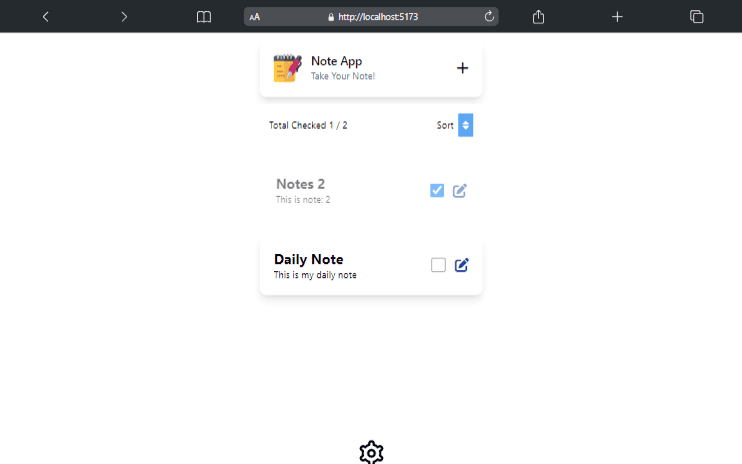 AA http://localhost:5173
Note App
Take Your Note!
Total Checked 1 / 2
Sort
Notes 2
This is note: 2
Daily Note
This is my daily note